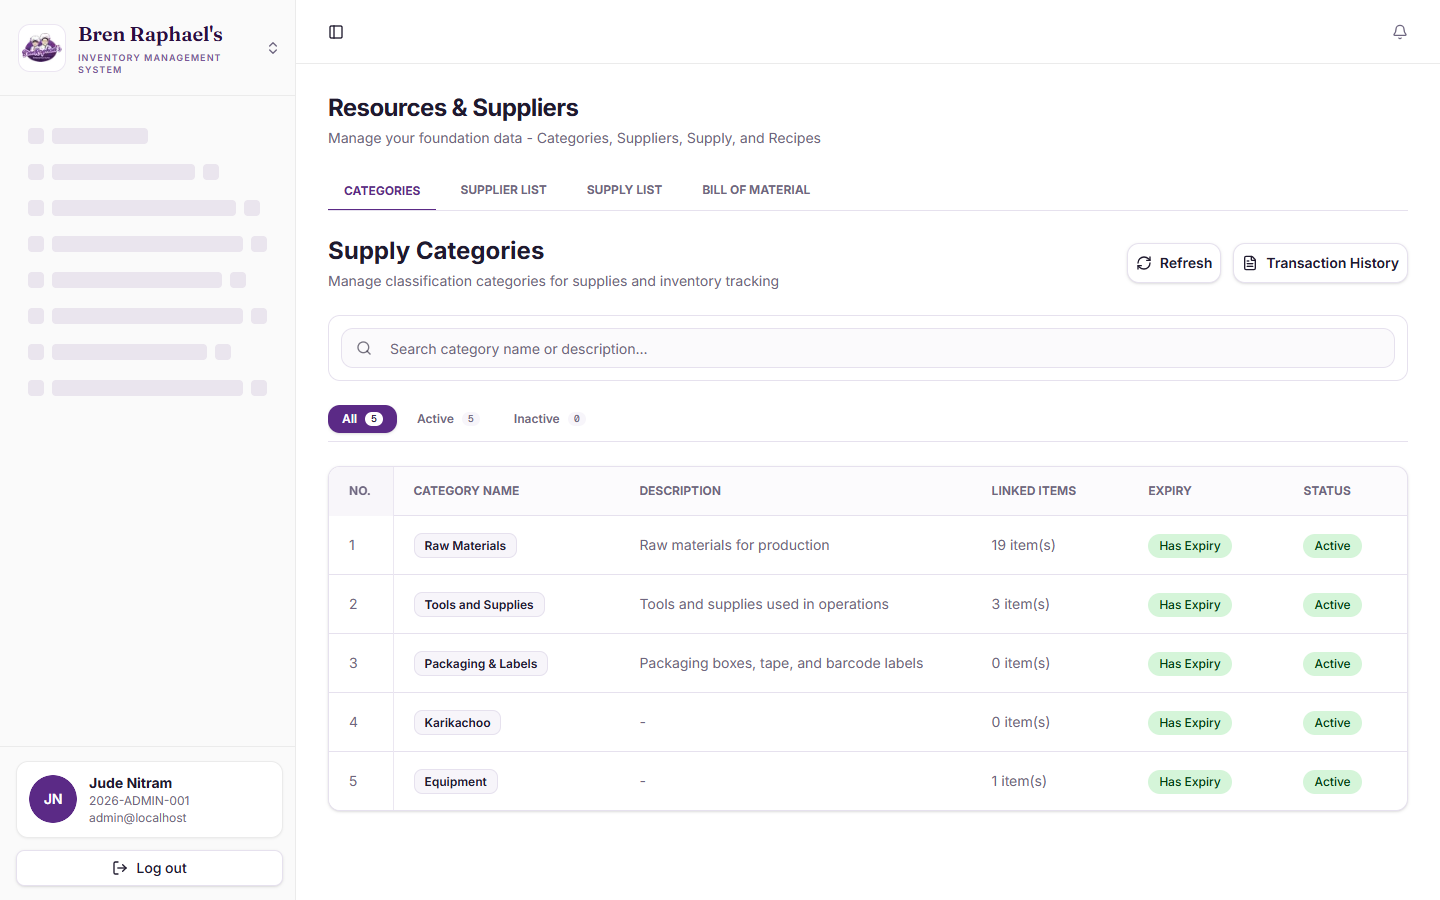 Bren Raphael's
INVENTORY MANAGEMENT
SYSTEM
Resources & Suppliers
Manage your foundation data - Categories, Suppliers, Supply, and Recipes
CATEGORIES SUPPLIER LIST SUPPLY LIST BILL OF MATERIAL
Supply Categories
Manage classification categories for supplies and inventory tracking
Refresh Transaction History
Search category name or description...
All 5 Active 5 Inactive 0
NO. CATEGORY NAME DESCRIPTION LINKED ITEMS EXPIRY STATUS
1 Raw Materials Raw materials for production 19 item(s) Has Expiry Active
2 Tools and Supplies Tools and supplies used in operations 3 item(s) Has Expiry Active
3 Packaging & Labels Packaging boxes, tape, and barcode labels 0 item(s) Has Expiry Active
4 Karikachoo - 0 item(s) Has Expiry Active
5 Equipment - 1 item(s) Has Expiry Active
JN
Jude Nitram
2026-ADMIN-001
admin@localhost
Log out